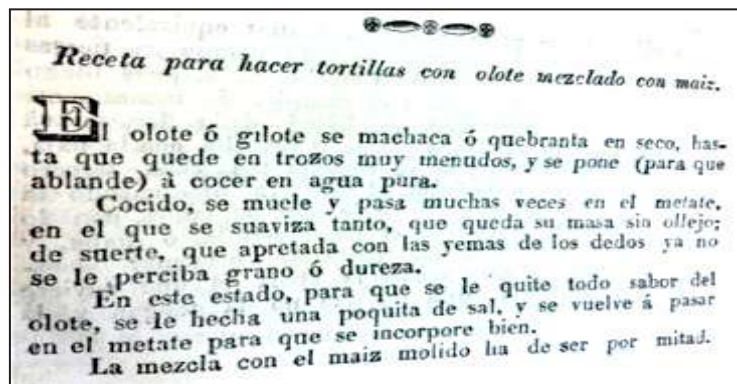 Receta para hacer tortillas con olote mezclado con maiz.
El olote ó gilote se machaca ó quebranta en seco, has-
ta que quede en trozos muy menudos, y se pone (para que
ablande) à cocer en agua pura.
Cocido, se muele y pasa muchas veces en el metate,
en el que se suaviza tanto, que queda su masa sin ollejo;
de suerte, que apretada con las yemas de los dedos ya no
se le perciba grano ó dureza.
En este estado, para que se le quite todo sabor del
olote, se le hecha una poquita de sal, y se vuelve á pasar
en el metate para que se incorpore bien.
La mezcla con el maiz molido ha de ser por mitad.